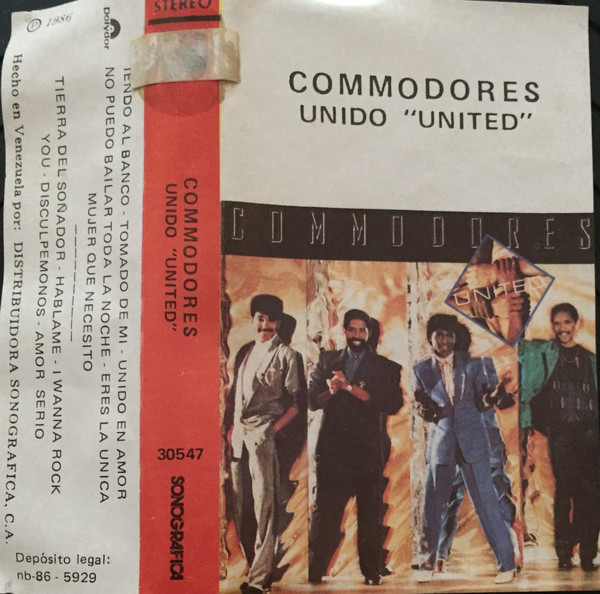 STEREO
COMMODORES
UNIDO "UNITED"
COMMODORES
UNITED
COMMODORES
UNIDO "UNITED"
30547
SONOGRAFICA
Polydor
AL BANCO - TOMADO DE MI - UNIDO EN AMOR
NO PUEDO BAILAR TODA LA NOCHE - ERES LA UNICA
MUJER QUE NECESITO
TIERRA DEL SOÑADOR - HABLAME - I WANNA ROCK
YOU - DISCULPEMONOS - AMOR SERIO
℗ 1986
Hecho en Venezuela por: DISTRIBUIDORA SONOGRAFICA, C.A.
Depósito legal:
nb-86 - 5929